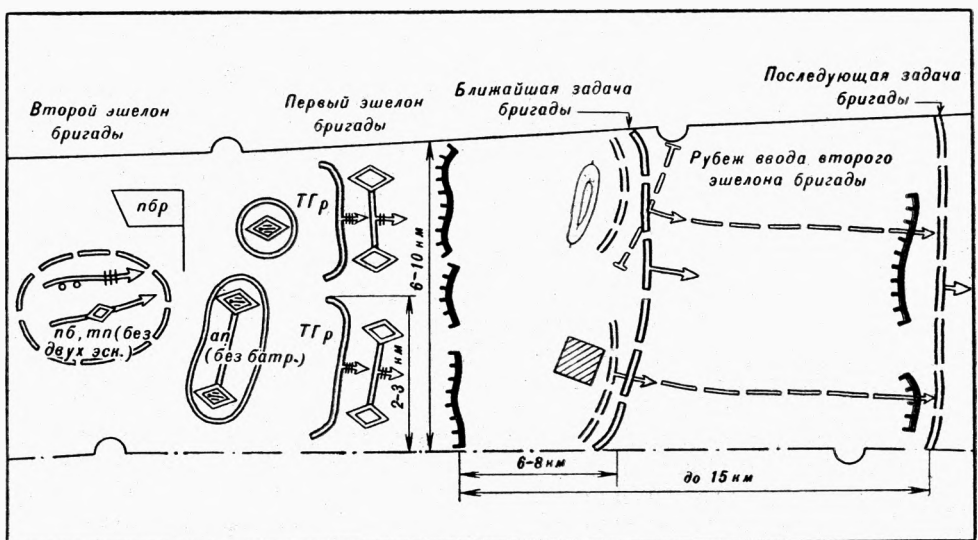 Второй эшелон
бригады
Первый эшелон
бригады
Ближайшая задача
бригады
Последующая задача
бригады
Рубеж ввода второго
эшелона бригады
пбр
ТГр
6-10 км
пб, тп (без
двух эск.)
ап
(без батр.)
ТГр
2-3 км
6-8 км
до 15 км